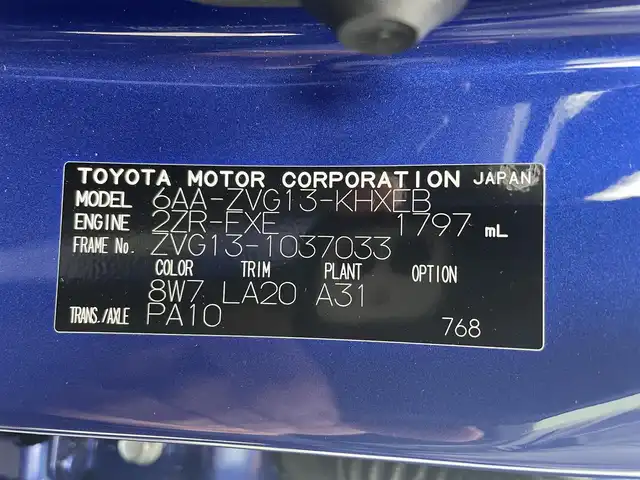 TOYOTA MOTOR CORPORATION JAPAN
MODEL 6AA-ZVG13-KHXEB
ENGINE 2ZR-FXE 1797 mL
FRAME No. ZVG13-1037033
COLOR TRIM PLANT OPTION
8W7 LA20 A31
TRANS./AXLE PA10
768